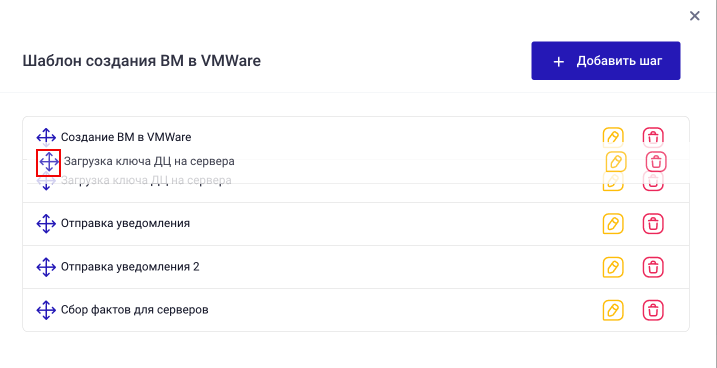 Шаблон создания ВМ в VMWare
Добавить шаг
Создание ВМ в VMWare
Загрузка ключа ДЦ на сервера
Загрузка ключа ДЦ на сервера
Отправка уведомления
Отправка уведомления 2
Сбор фактов для серверов